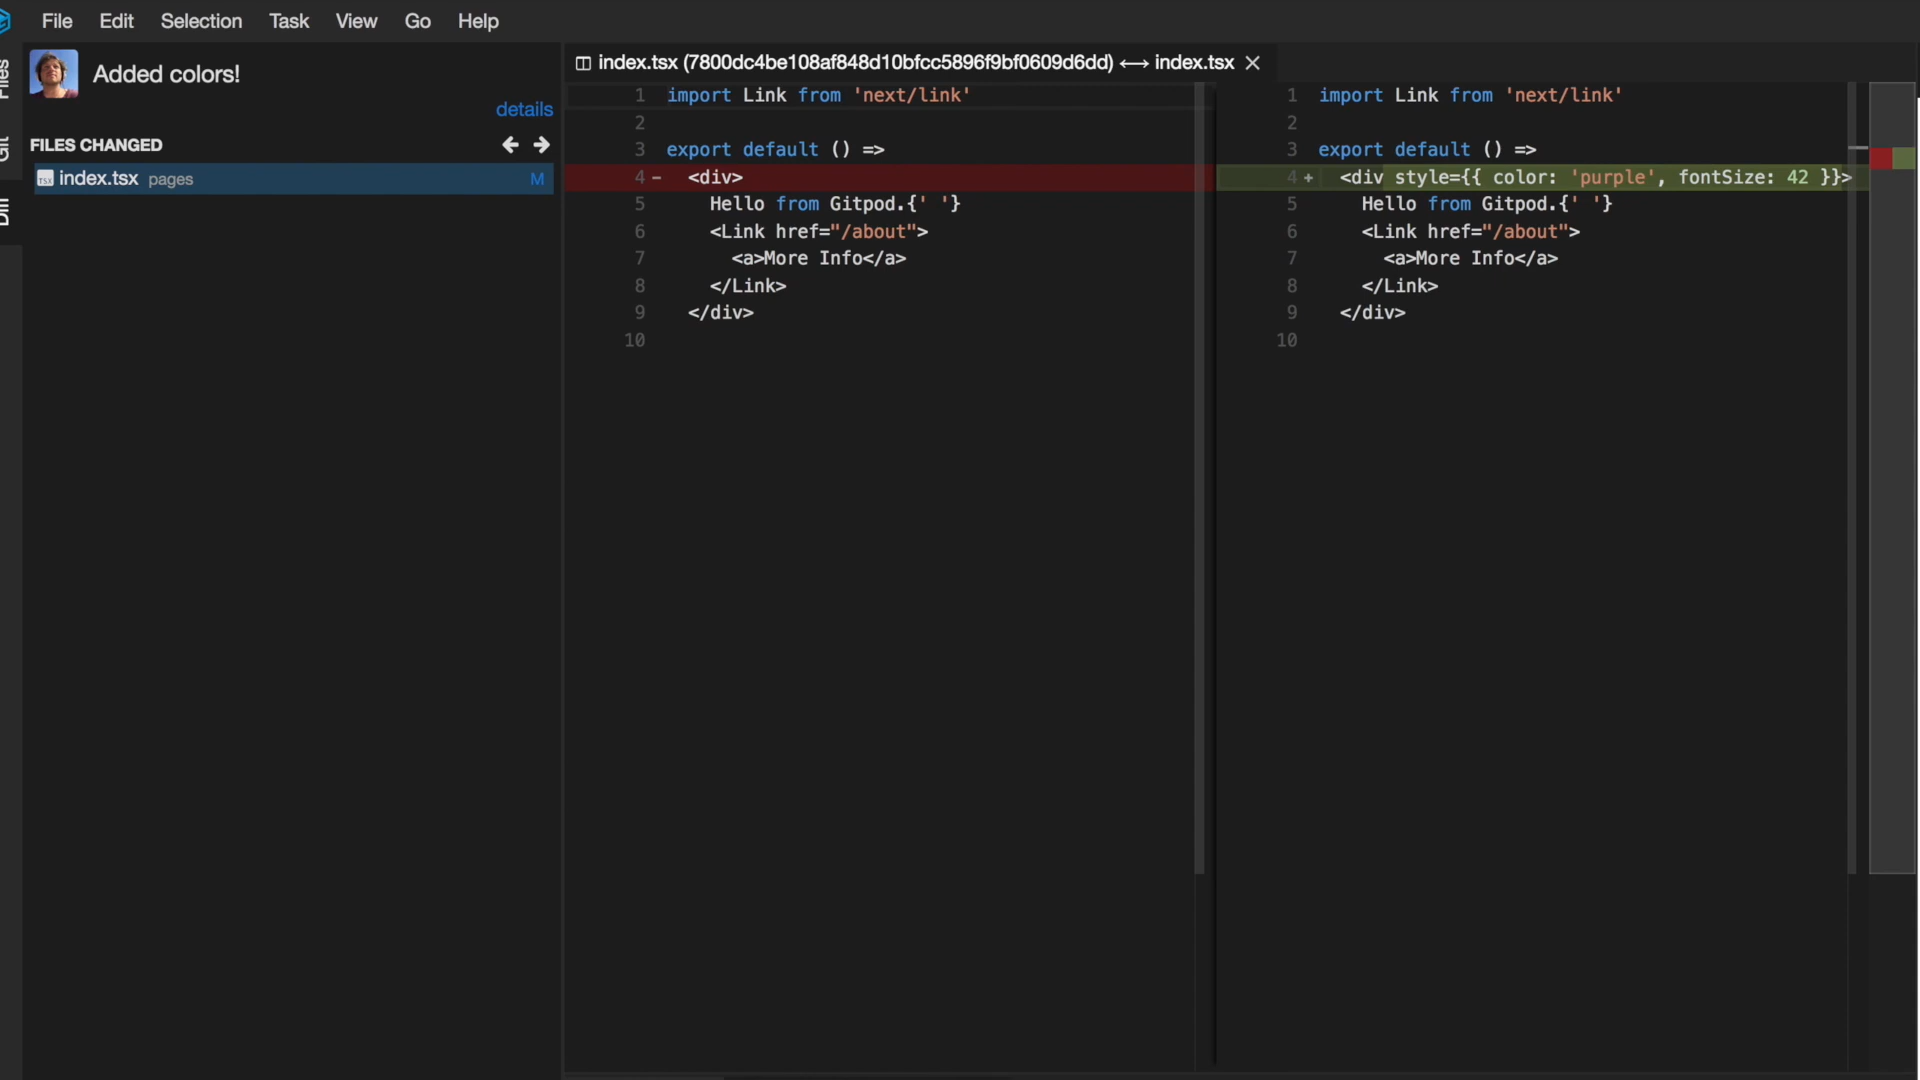 File Edit Selection Task View Go Help
Files
Git
Diff
Added colors!
details
FILES CHANGED
index.tsx pages M
index.tsx (7800dc4be108af848d10bfcc5896f9bf0609d6dd) ⟷ index.tsx
1 import Link from 'next/link'
2
3 export default () =>
4 - <div>
5 Hello from Gitpod.{' '}
6 <Link href="/about">
7 <a>More Info</a>
8 </Link>
9 </div>
10
1 import Link from 'next/link'
2
3 export default () =>
4 + <div style={{ color: 'purple', fontSize: 42 }}>
5 Hello from Gitpod.{' '}
6 <Link href="/about">
7 <a>More Info</a>
8 </Link>
9 </div>
10